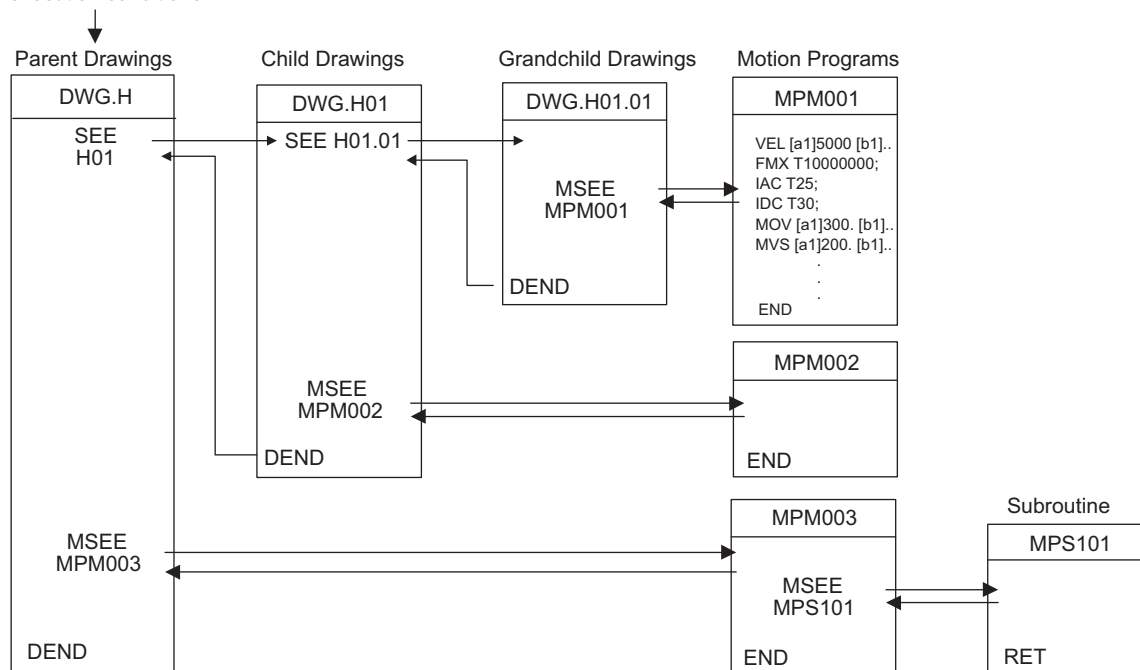 Parent Drawings
DWG.H
SEE
H01
MSEE
MPM003
DEND
Child Drawings
DWG.H01
SEE H01.01
MSEE
MPM002
DEND
Grandchild Drawings
DWG.H01.01
MSEE
MPM001
DEND
Motion Programs
MPM001
VEL [a1]5000 [b1]..
FMX T10000000;
IAC T25;
IDC T30;
MOV [a1]300. [b1]..
MVS [a1]200. [b1]..
.
.
.
END
MPM002
END
MPM003
MSEE
MPS101
END
Subroutine
MPS101
RET